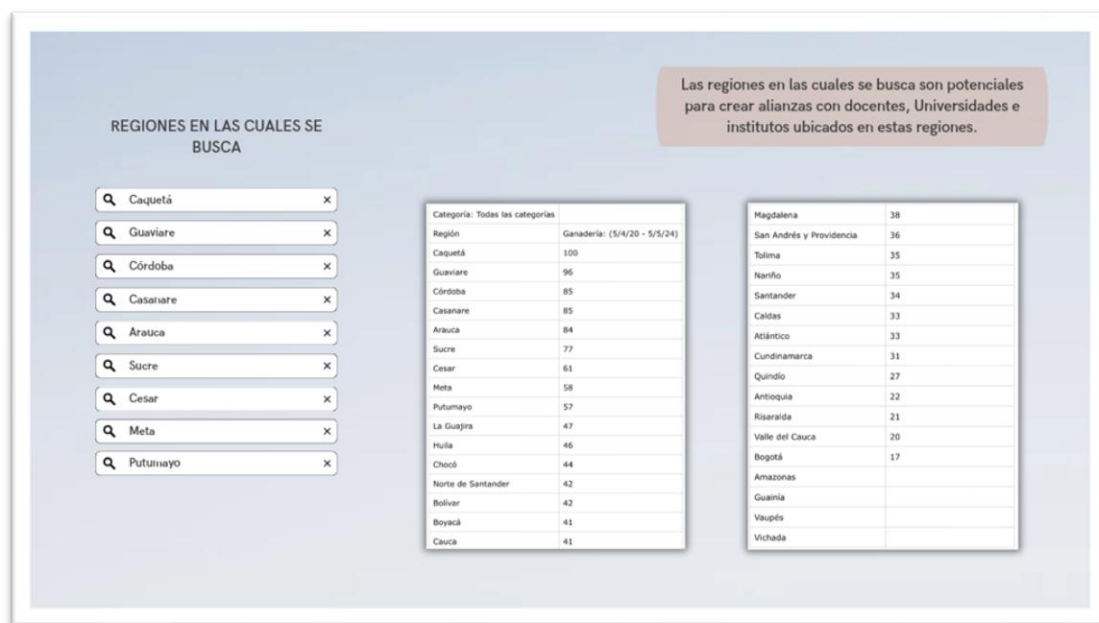 Las regiones en las cuales se busca son potenciales
para crear alianzas con docentes, Universidades e
institutos ubicados en estas regiones.
REGIONES EN LAS CUALES SE
BUSCA
Caquetá
Guaviare
Córdoba
Casanare
Arauca
Sucre
Cesar
Meta
Putumayo
Categoría: Todas las categorías
Región Ganadería: (5/4/20 - 5/5/24)
Caquetá 100
Guaviare 96
Córdoba 85
Casanare 85
Arauca 84
Sucre 77
Cesar 61
Meta 58
Putumayo 57
La Guajira 47
Huila 46
Chocó 44
Norte de Santander 42
Bolívar 42
Boyacá 41
Cauca 41
Magdalena 38
San Andrés y Providencia 36
Tolima 35
Nariño 35
Santander 34
Caldas 33
Atlántico 33
Cundinamarca 31
Quindío 27
Antioquia 22
Risaralda 21
Valle del Cauca 20
Bogotá 17
Amazonas
Guainía
Vaupés
Vichada